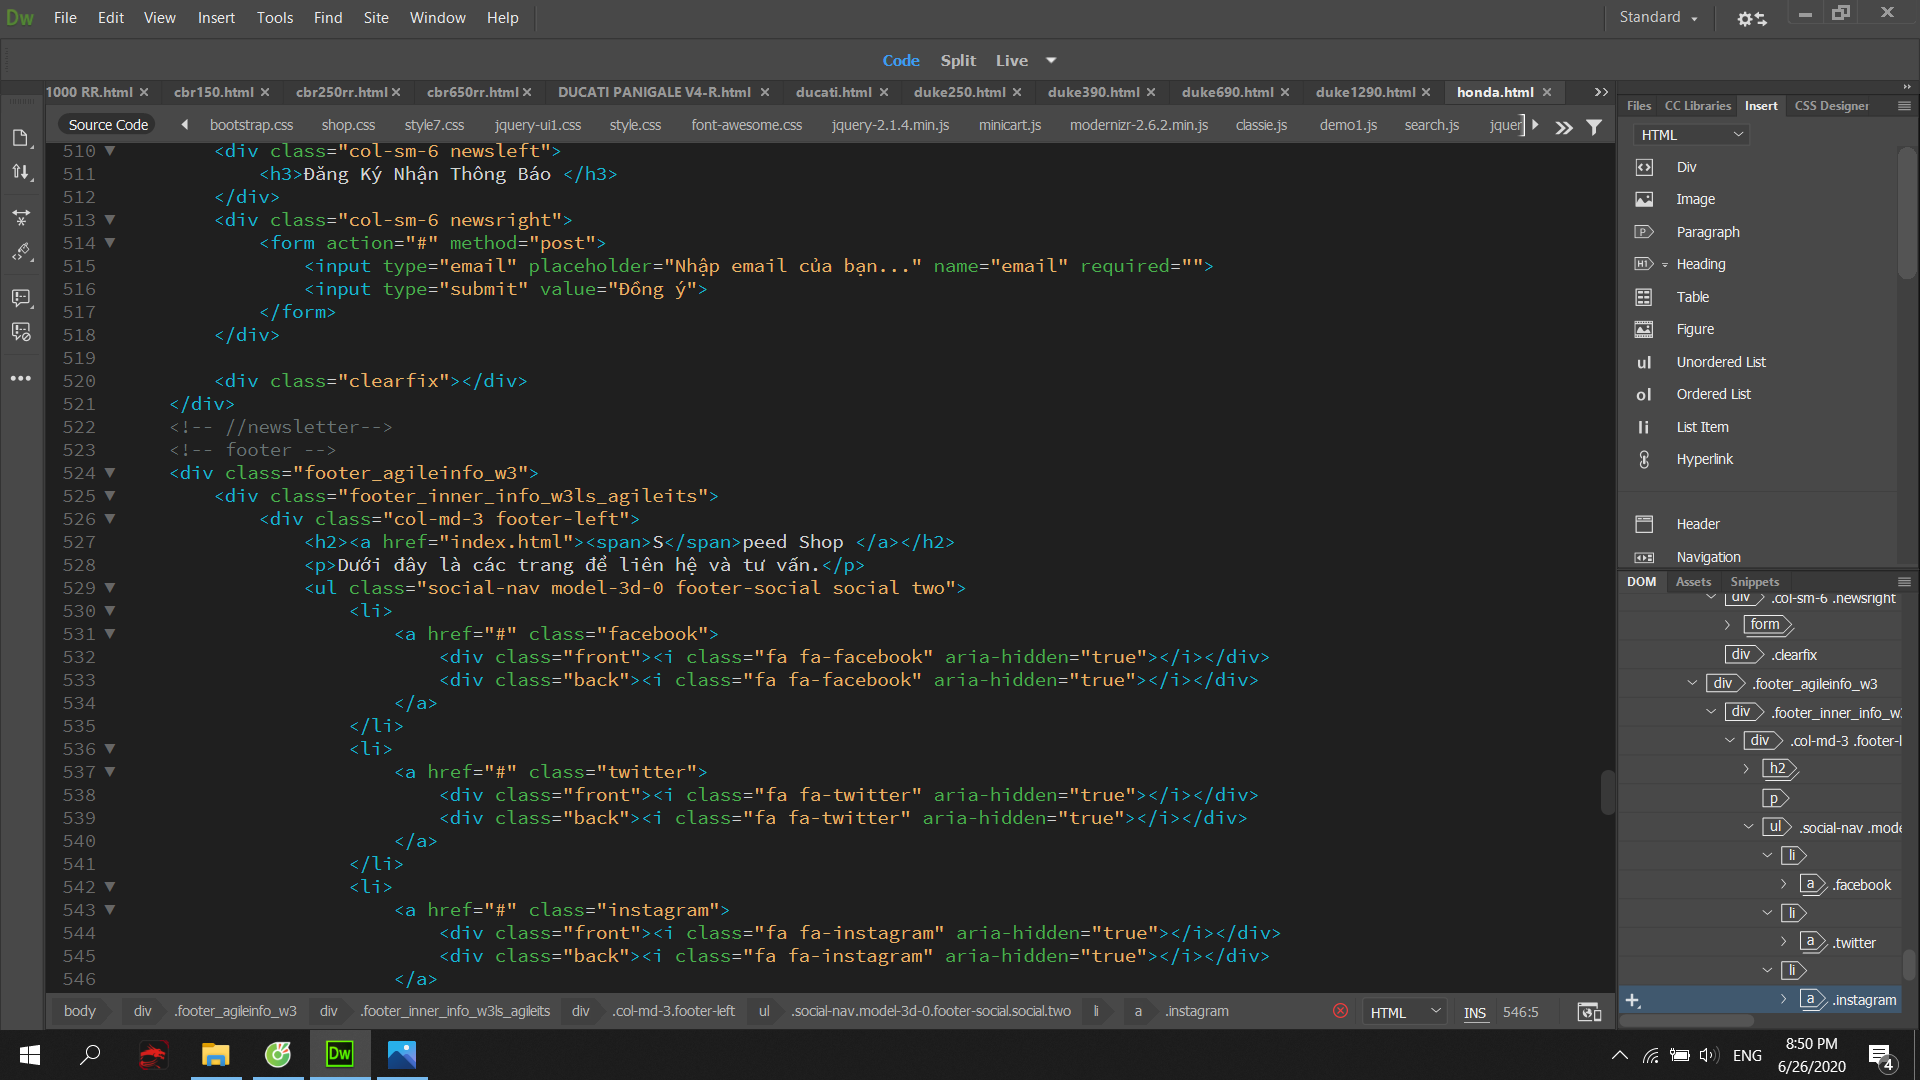 Dw File Edit View Insert Tools Find Site Window Help Standard
Code Split Live
1000 RR.html cbr150.html cbr250rr.html cbr650rr.html DUCATI PANIGALE V4-R.html ducati.html duke250.html duke390.html duke690.html duke1290.html honda.html
Source Code bootstrap.css shop.css style7.css jquery-ui1.css style.css font-awesome.css jquery-2.1.4.min.js minicart.js modernizr-2.6.2.min.js classie.js demo1.js search.js jquer
510 <div class="col-sm-6 newsleft">
511 <h3>Đăng Ký Nhận Thông Báo </h3>
512 </div>
513 <div class="col-sm-6 newsright">
514 <form action="#" method="post">
515 <input type="email" placeholder="Nhập email của bạn..." name="email" required="">
516 <input type="submit" value="Đồng ý">
517 </form>
518 </div>
519
520 <div class="clearfix"></div>
521 </div>
522 <!-- //newsletter-->
523 <!-- footer -->
524 <div class="footer_agileinfo_w3">
525 <div class="footer_inner_info_w3ls_agileits">
526 <div class="col-md-3 footer-left">
527 <h2><a href="index.html"><span>S</span>peed Shop </a></h2>
528 <p>Dưới đây là các trang để liên hệ và tư vấn.</p>
529 <ul class="social-nav model-3d-0 footer-social social two">
530 <li>
531 <a href="#" class="facebook">
532 <div class="front"><i class="fa fa-facebook" aria-hidden="true"></i></div>
533 <div class="back"><i class="fa fa-facebook" aria-hidden="true"></i></div>
534 </a>
535 </li>
536 <li>
537 <a href="#" class="twitter">
538 <div class="front"><i class="fa fa-twitter" aria-hidden="true"></i></div>
539 <div class="back"><i class="fa fa-twitter" aria-hidden="true"></i></div>
540 </a>
541 </li>
542 <li>
543 <a href="#" class="instagram">
544 <div class="front"><i class="fa fa-instagram" aria-hidden="true"></i></div>
545 <div class="back"><i class="fa fa-instagram" aria-hidden="true"></i></div>
546 </a>
body div .footer_agileinfo_w3 div .footer_inner_info_w3ls_agileits div .col-md-3.footer-left ul .social-nav.model-3d-0.footer-social.social.two li a .instagram HTML INS 546:5
Files CC Libraries Insert CSS Designer
HTML
Div
Image
P Paragraph
H1 Heading
Table
Figure
ul Unordered List
ol Ordered List
li List Item
Hyperlink
Header
Navigation
DOM Assets Snippets
div .col-sm-6 .newsright
form
div .clearfix
div .footer_agileinfo_w3
div .footer_inner_info_w
div .col-md-3 .footer-l
h2
p
ul .social-nav .mode
li
a .facebook
li
a .twitter
li
a .instagram
Dw ENG 8:50 PM
6/26/2020 4